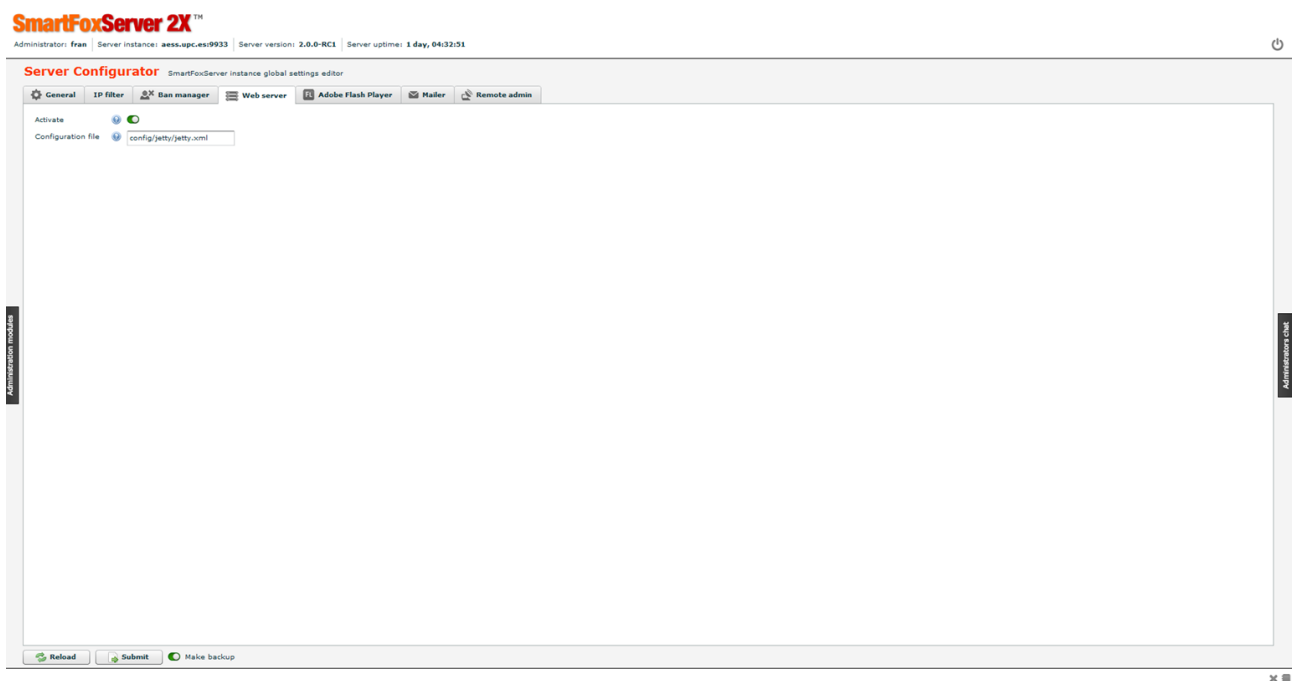 SmartFoxServer 2X™
Administrator: fran Server instance: aess.upc.es:9933 Server version: 2.0.0-RC1 Server uptime: 1 day, 04:32:51
Server Configurator SmartFoxServer instance global settings editor
General IP filter Ban manager Web server FL Adobe Flash Player Mailer Remote admin
Activate
Configuration file config/jetty/jetty.xml
Administration modules
Administrators chat
Reload Submit Make backup